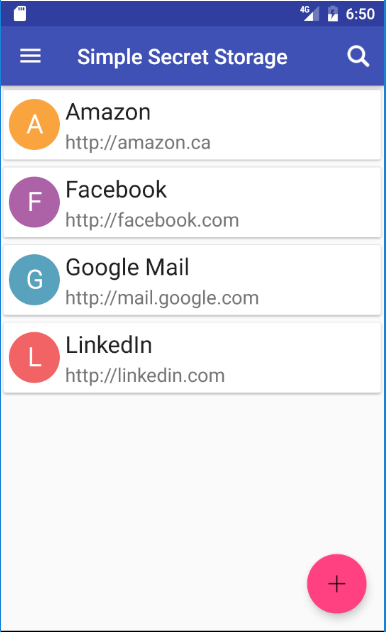 4G 6:50
Simple Secret Storage
A Amazon
http://amazon.ca
F Facebook
http://facebook.com
G Google Mail
http://mail.google.com
L LinkedIn
http://linkedin.com
+